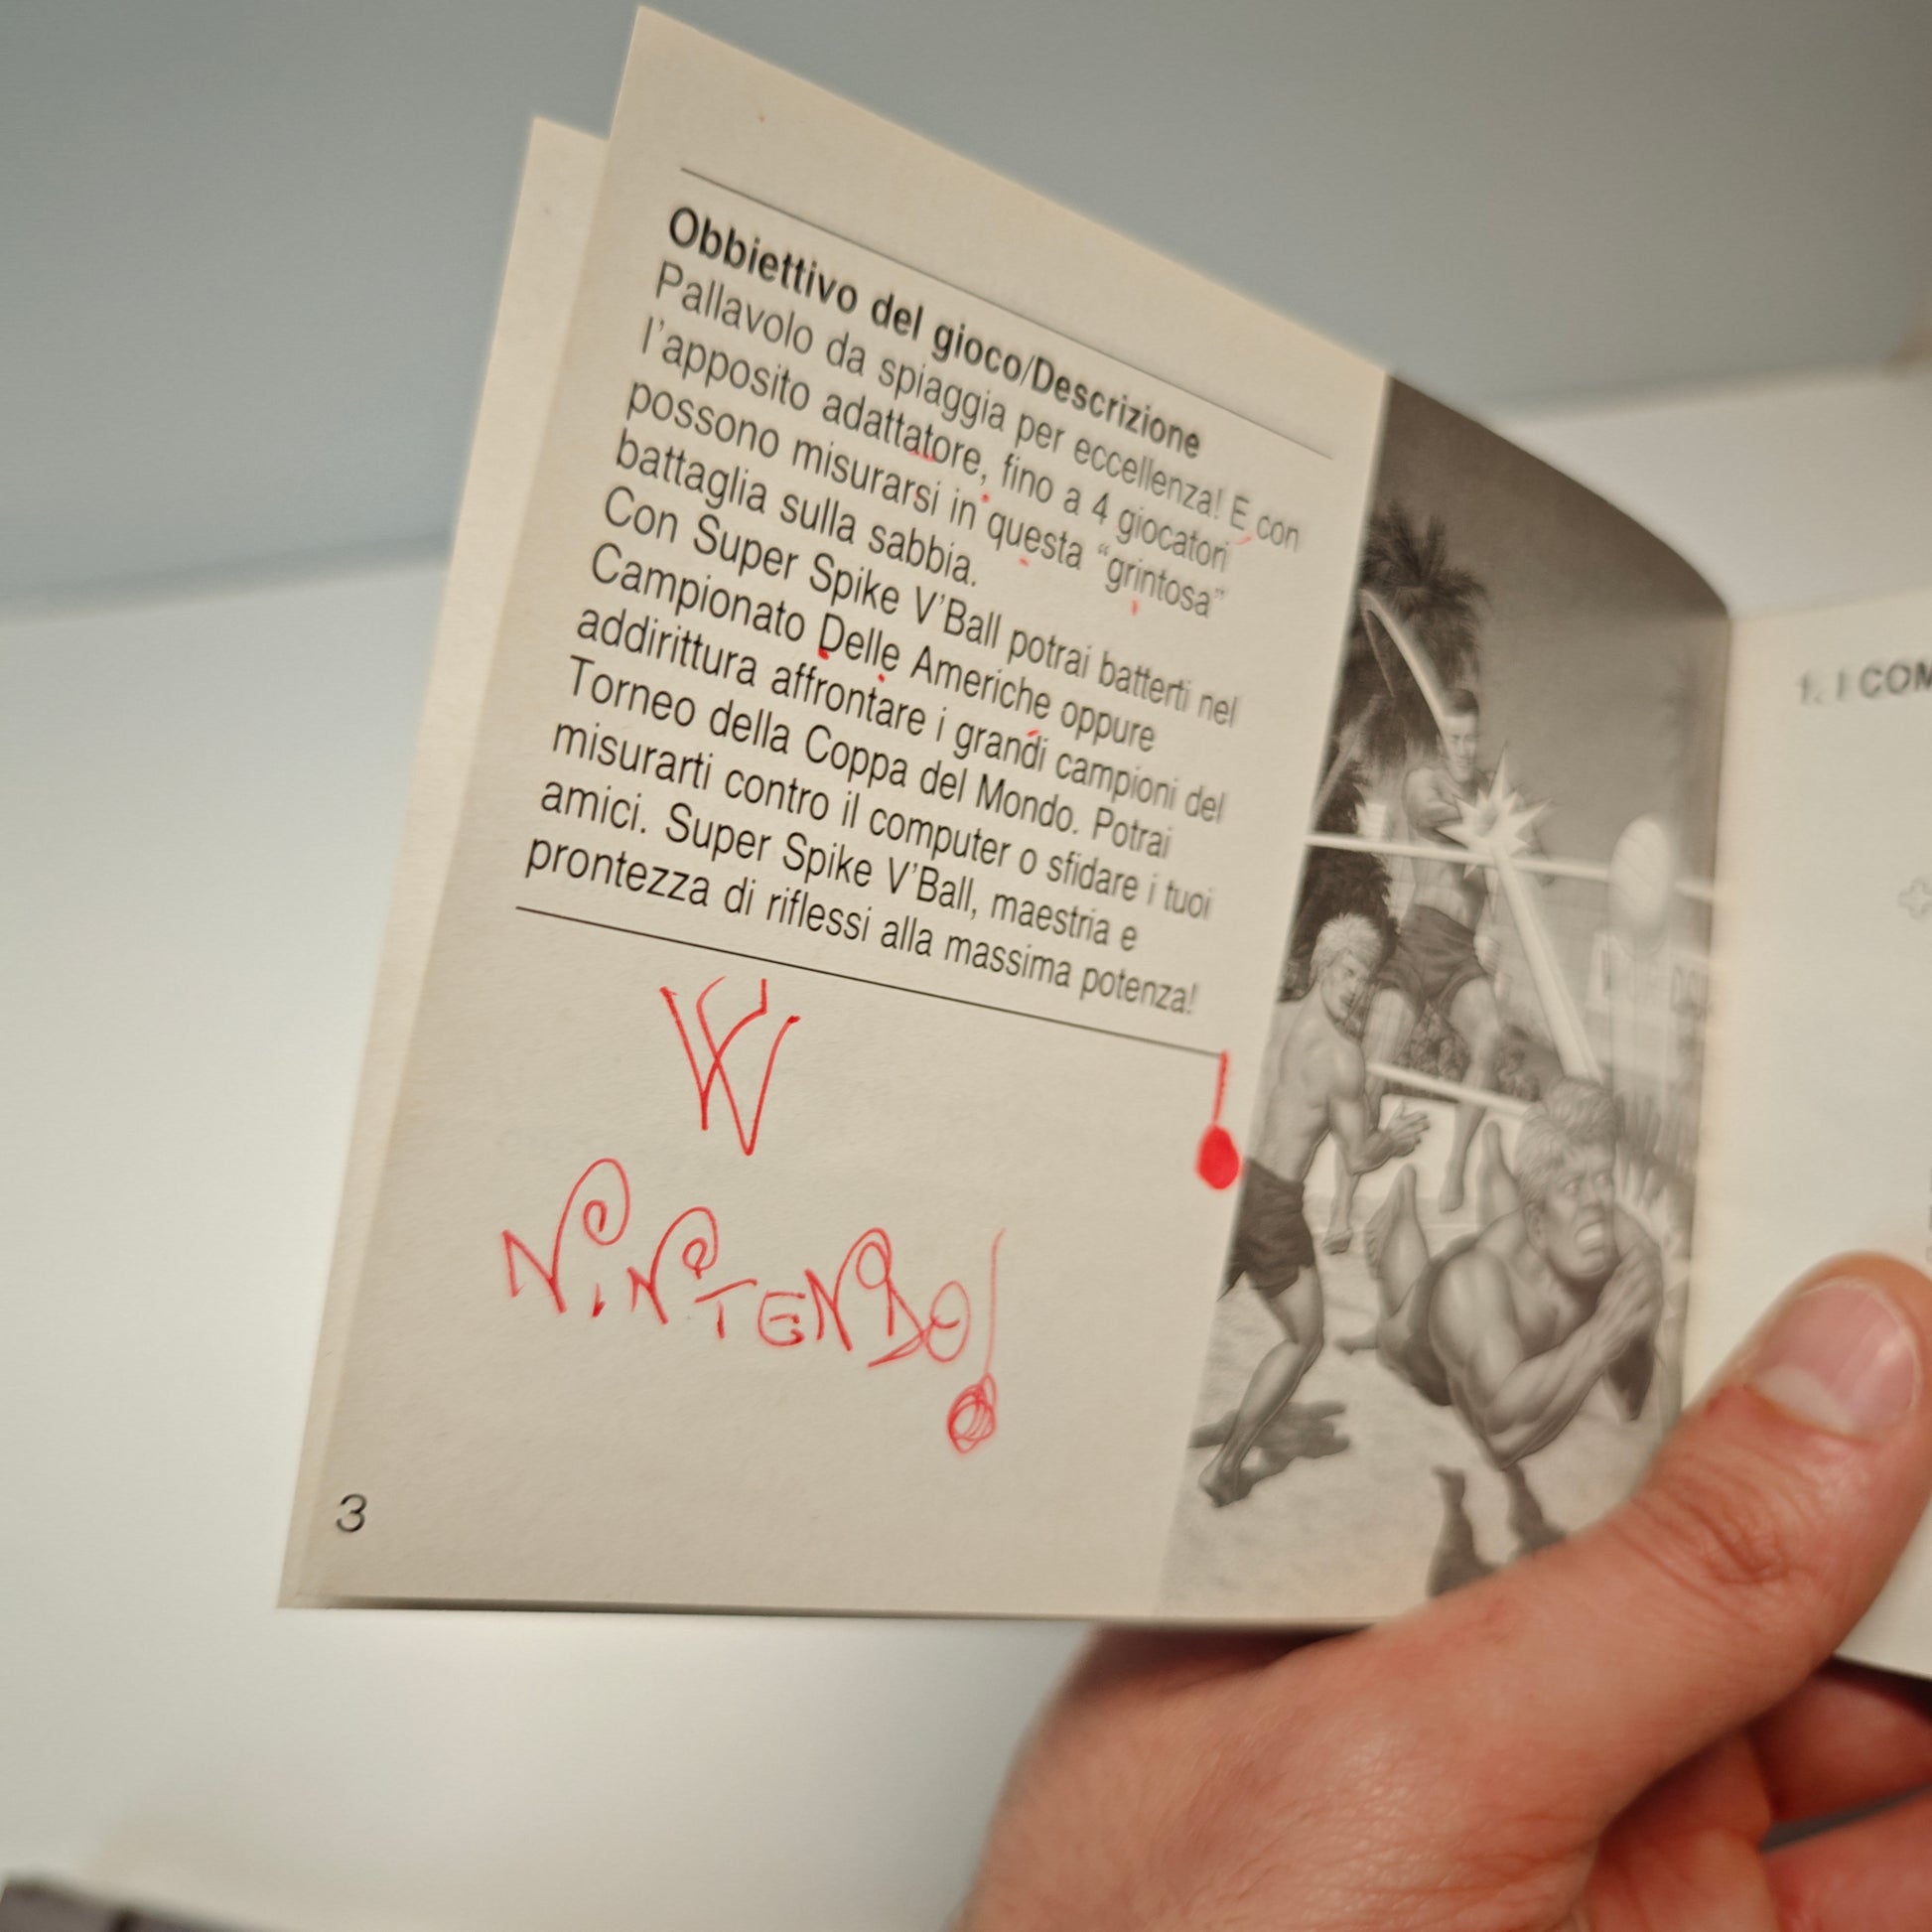 Obbiettivo del gioco/Descrizione
Pallavolo da spiaggia per eccellenza! E con
l'apposito adattatore, fino a 4 giocatori
possono misurarsi in questa “grintosa”
battaglia sulla sabbia.
Con Super Spike V'Ball potrai batterti nel
Campionato Delle Americhe oppure
addirittura affrontare i grandi campioni del
Torneo della Coppa del Mondo. Potrai
misurarti contro il computer o sfidare i tuoi
amici. Super Spike V'Ball, maestria e
prontezza di riflessi alla massima potenza!
W
NiNTENDO!
3
1. I COM